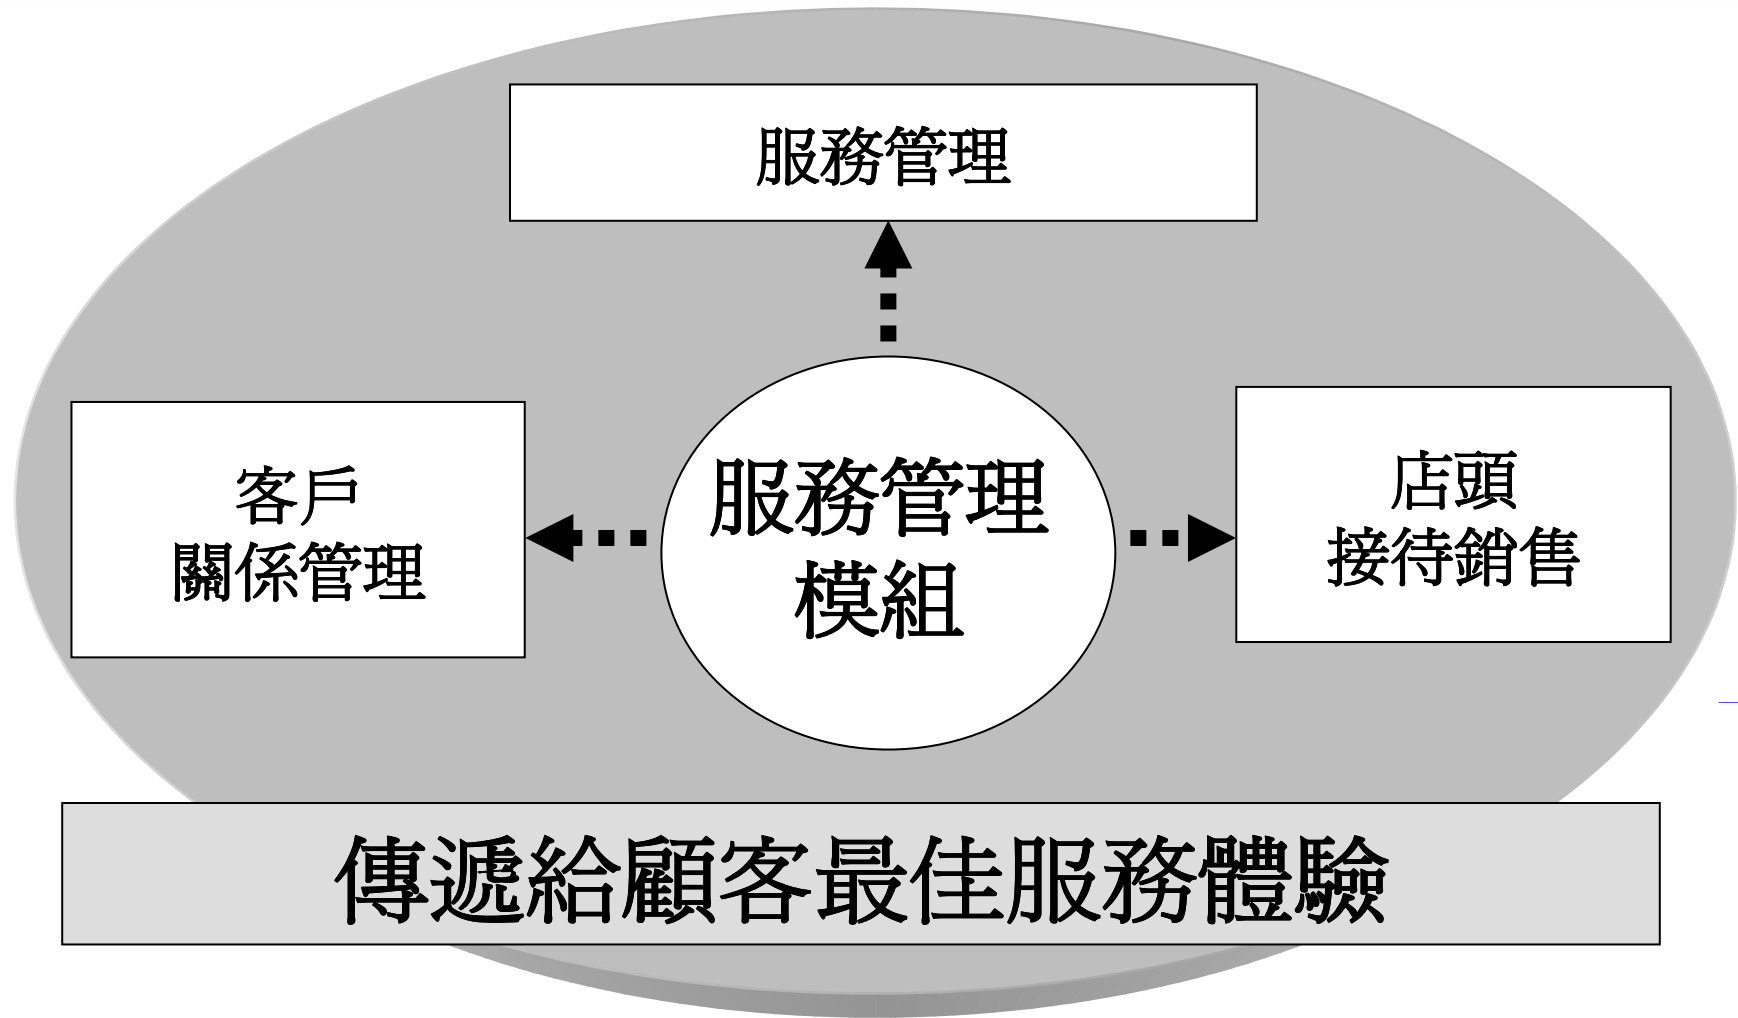 服務管理
客戶
關係管理
服務管理
模組
店頭
接待銷售
傳遞給顧客最佳服務體驗